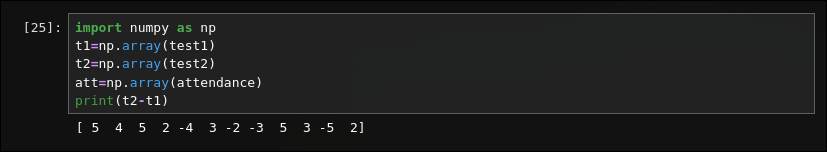 [25]: import numpy as np
t1=np.array(test1)
t2=np.array(test2)
att=np.array(attendance)
print(t2-t1)
[ 5  4  5  2 -4  3 -2 -3  5  3 -5  2]